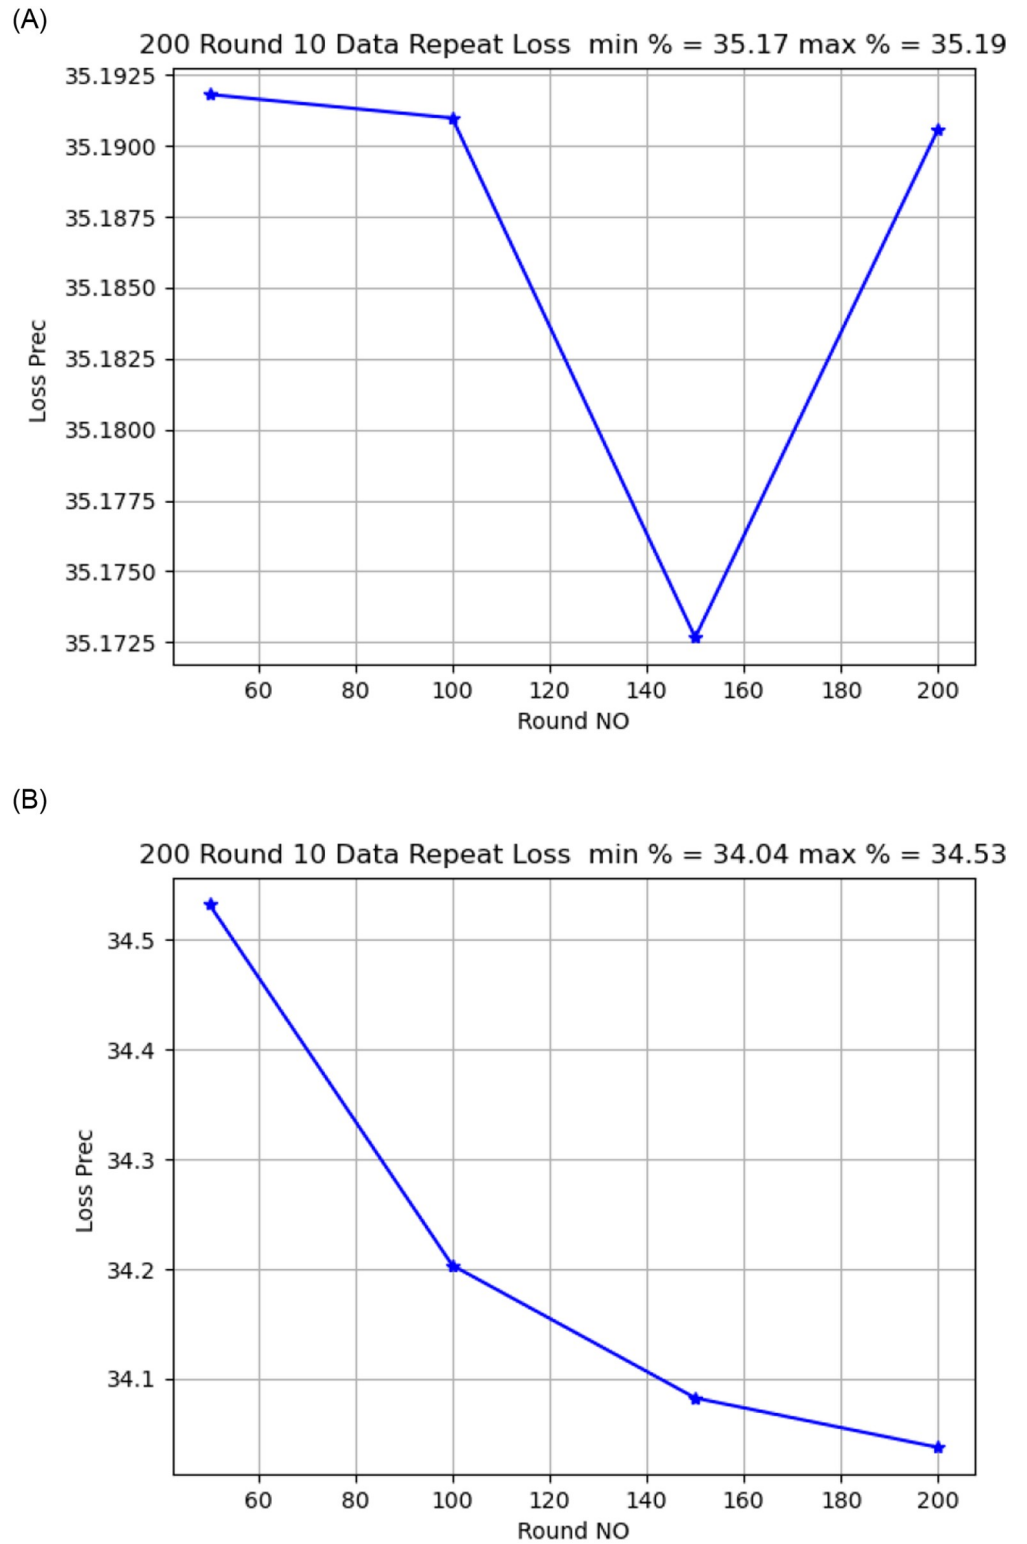 (A)
200 Round 10 Data Repeat Loss  min % = 35.17 max % = 35.19
35.1925
35.1900
35.1875
35.1850
35.1825
35.1800
35.1775
35.1750
35.1725
Loss Prec
60 80 100 120 140 160 180 200
Round NO
(B)
200 Round 10 Data Repeat Loss  min % = 34.04 max % = 34.53
34.5
34.4
34.3
34.2
34.1
Loss Prec
60 80 100 120 140 160 180 200
Round NO